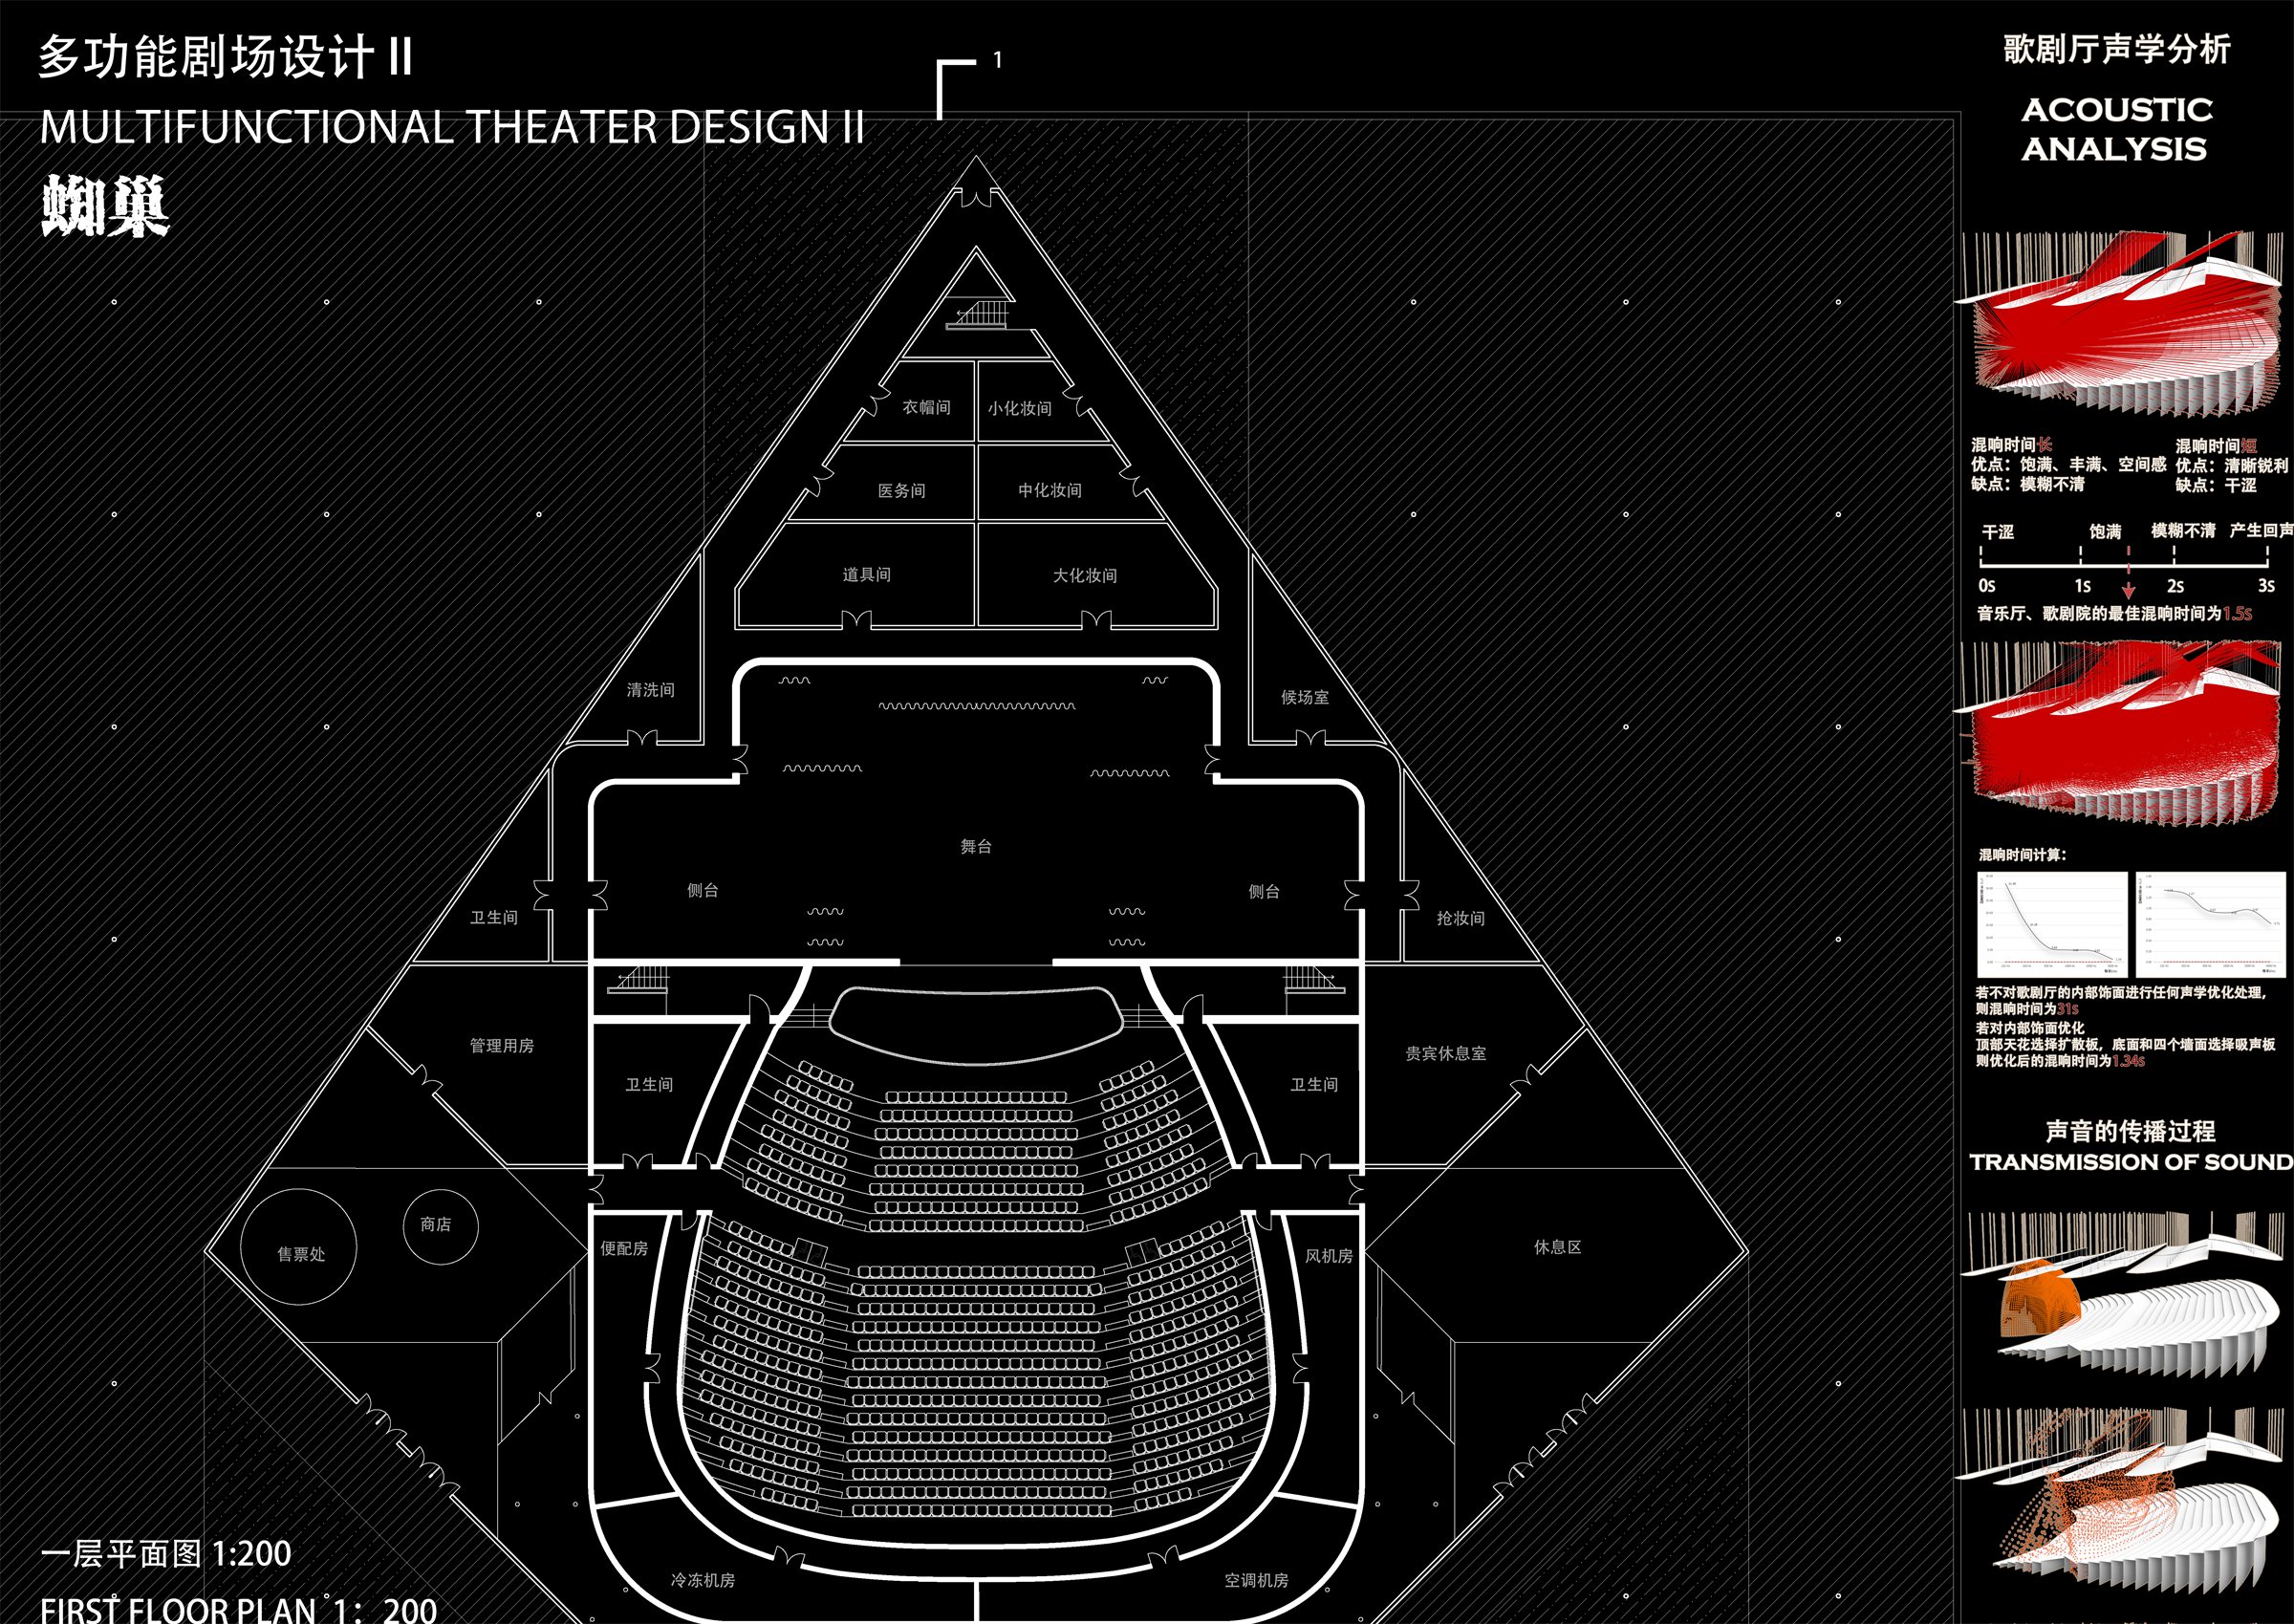 多功能剧场设计 II
MULTIFUNCTIONAL THEATER DESIGN II
蜘巢
1
衣帽间
小化妆间
医务间
中化妆间
道具间
大化妆间
清洗间
候场室
舞台
侧台
侧台
卫生间
抢妆间
管理用房
贵宾休息室
卫生间
卫生间
售票处
商店
便配房
风机房
休息区
冷冻机房
空调机房
一层平面图 1:200
FIRST FLOOR PLAN 1：200
歌剧厅声学分析
ACOUSTIC
ANALYSIS
混响时间长
优点：饱满、丰满、空间感
缺点：模糊不清
混响时间短
优点：清晰锐利
缺点：干涩
干涩 饱满 模糊不清 产生回声
0s 1s 2s 3s
音乐厅、歌剧院的最佳混响时间为1.5s
混响时间计算：
若不对歌剧厅的内部饰面进行任何声学优化处理，
则混响时间为31s
若对内部饰面优化
顶部天花选择扩散板，底面和四个墙面选择吸声板
则优化后的混响时间为1.34s
声音的传播过程
TRANSMISSION OF SOUND